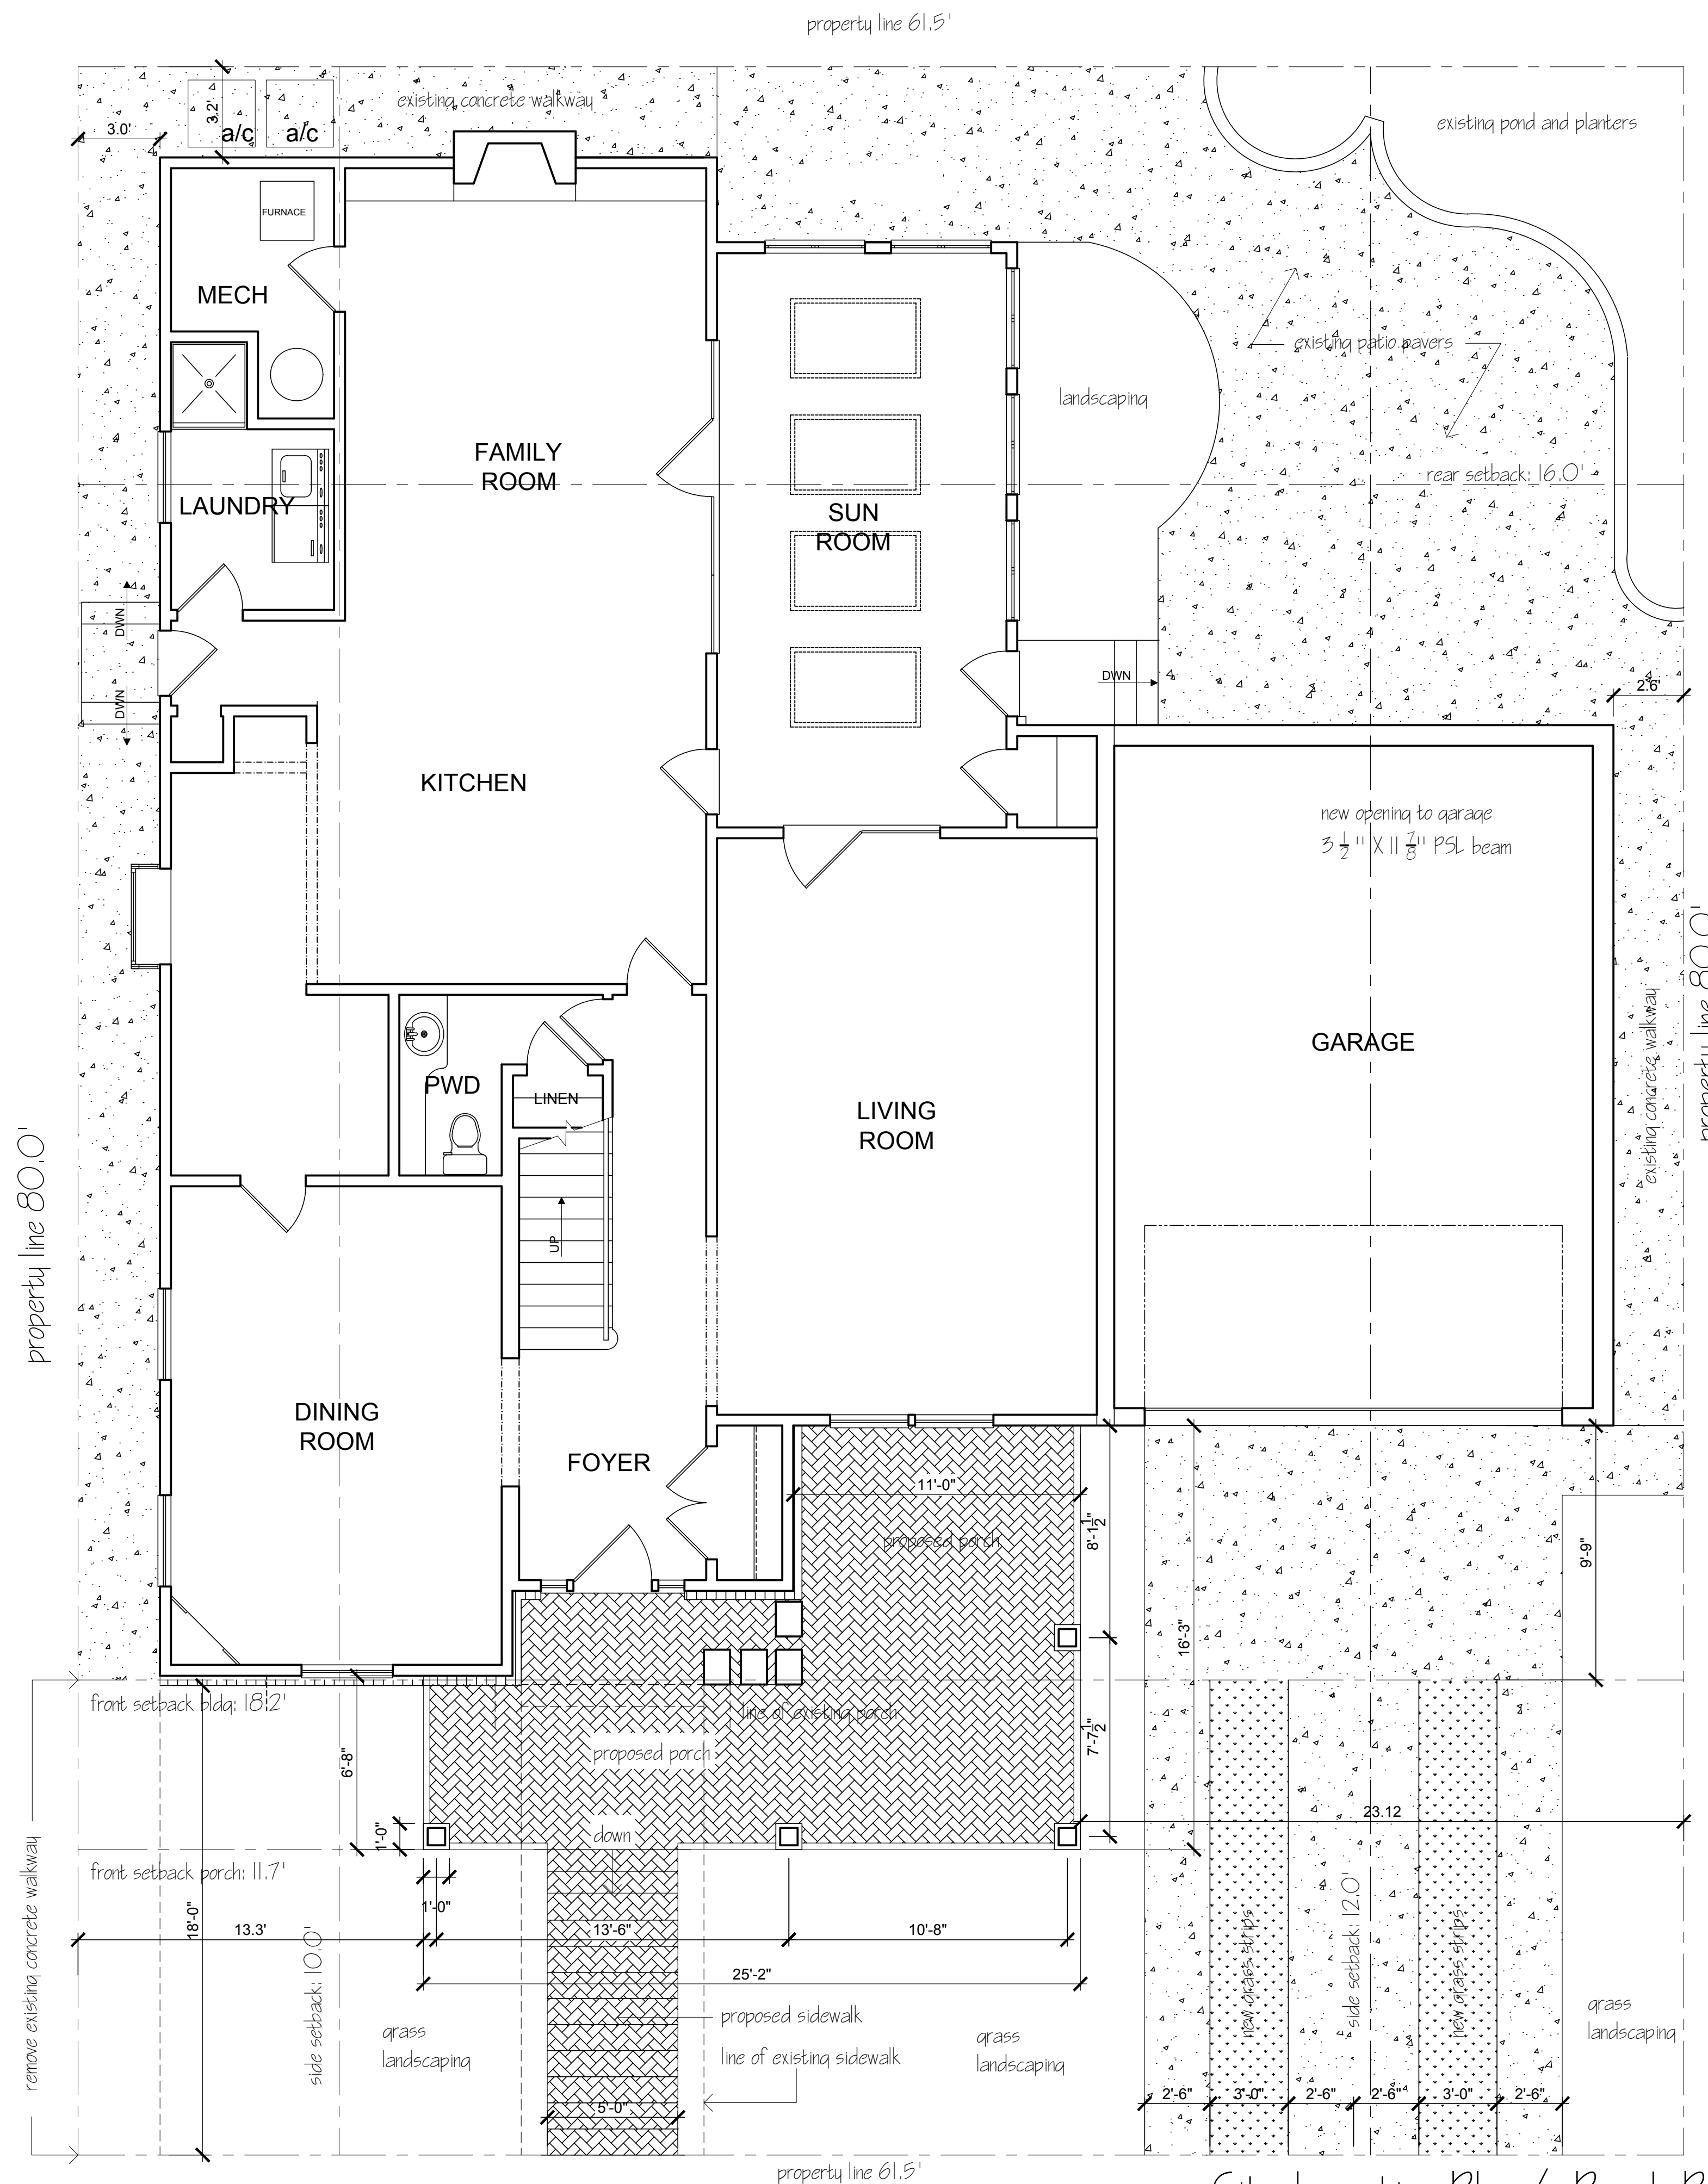 property line 61.5'
existing concrete walkway
existing pond and planters
3.0'
3.2'
a/c
a/c
FURNACE
MECH
existing patio pavers
landscaping
FAMILY
ROOM
rear setback: 16.0'
LAUNDRY
SUN
ROOM
DWN
DWN
DWN
2.6'
KITCHEN
new opening to garage
3 1/2" X 11 7/8" PSL beam
property line 80.0'
existing concrete walkway
GARAGE
PWD
LINEN
LIVING
ROOM
property line 80.0'
UP
DINING
ROOM
FOYER
11'-0"
proposed porch
8'-1 1/2"
9'-9"
16'-3"
front setback bldg: 18.2'
line of existing porch
proposed porch
7'-7 1/2"
6'-8"
23.12
down
1'-0"
front setback porch: 11.7'
remove existing concrete walkway
18'-0"
1'-0"
13.3'
13'-6"
10'-8"
side setback: 10.0'
25'-2"
new grass strips
side setback: 12.0'
new grass strips
proposed sidewalk
line of existing sidewalk
grass
landscaping
grass
landscaping
grass
landscaping
5'-0"
2'-6"
3'-0"
2'-6"
2'-6"
3'-0"
2'-6"
property line 61.5'